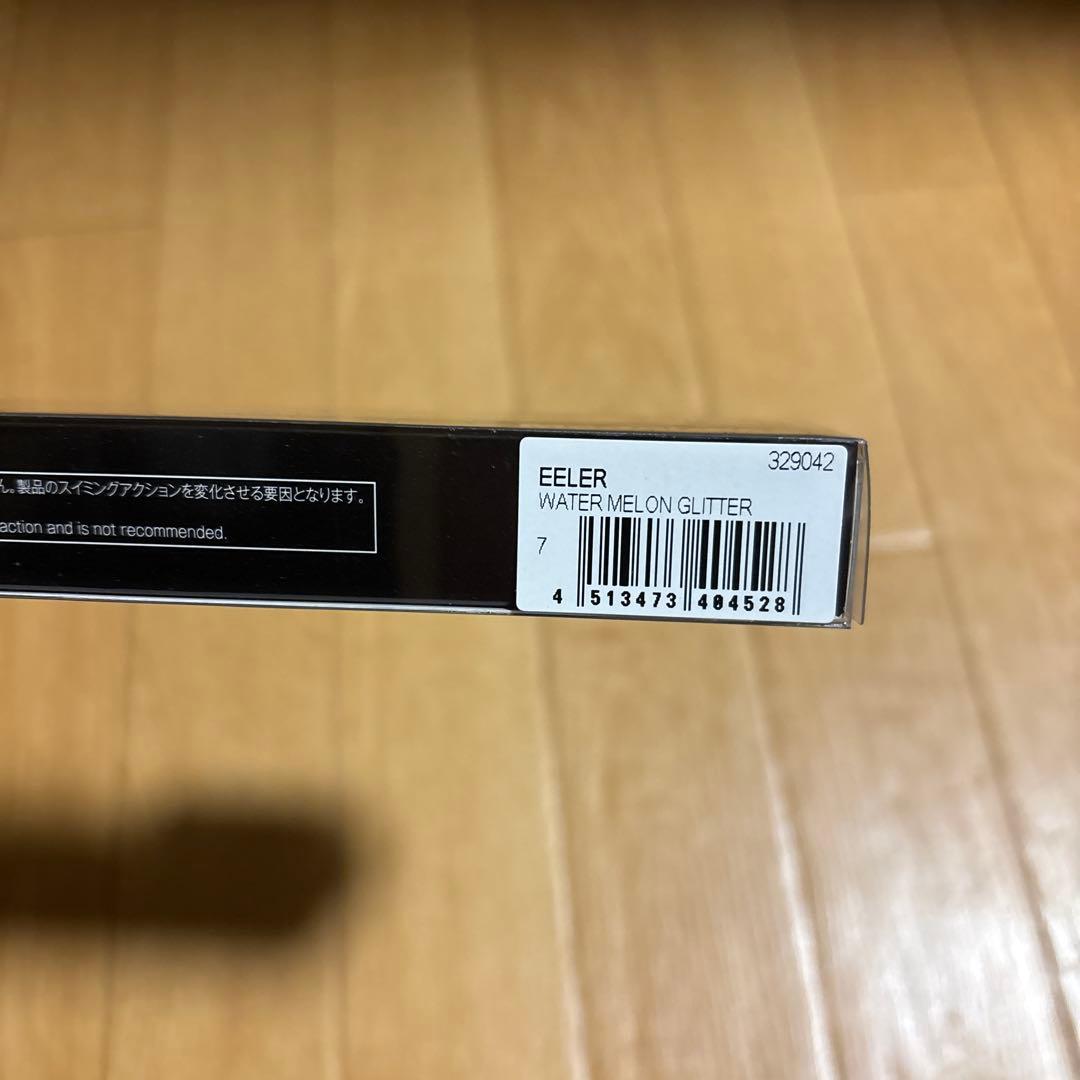 ん。製品のスイミングアクションを変化させる要因となります。
action and is not recommended.
329042
EELER
WATER MELON GLITTER
7
4 513473 404528